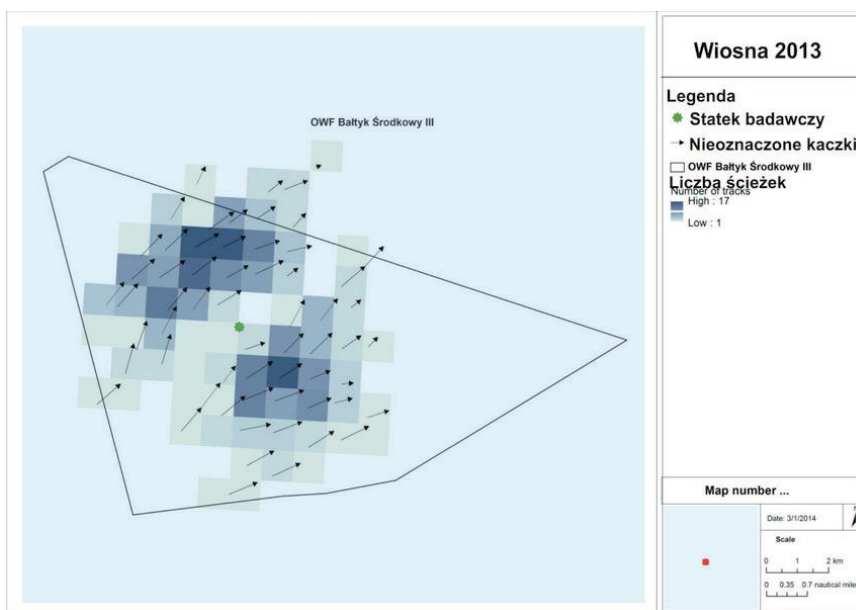 OWF Bałtyk Środkowy III
Wiosna 2013
Legenda
Statek badawczy
Nieoznaczone kaczki
OWF Bałtyk Środkowy III
Liczba ścieżek
Number of tracks
High : 17
Low : 1
Map number ...
Date: 3/1/2014
Scale
0 1 2 km
0 0.35 0.7 nautical mile